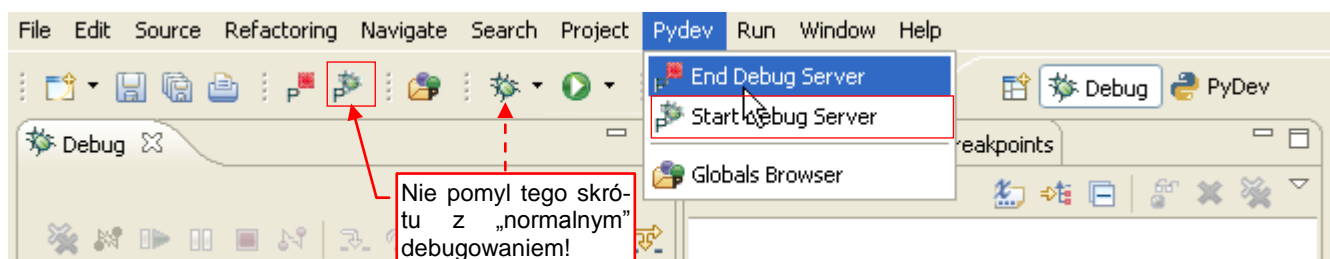 File Edit Source Refactoring Navigate Search Project Pydev Run Window Help
End Debug Server
Debug PyDev
Start Debug Server
Debug
reakpoints
Globals Browser
Nie pomyl tego skró-
tu z „normalnym”
debugowaniem!